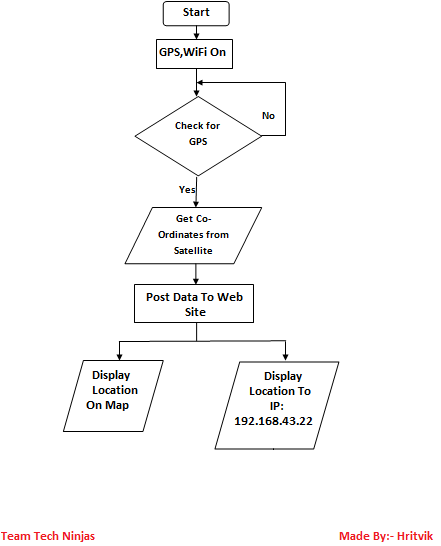 Start
GPS,WiFi On
No
Check for
GPS
Yes
Get Co-
Ordinates from
Satellite
Post Data To Web
Site
Display
Location
On Map
Display
Location To
IP:
192.168.43.22
Team Tech Ninjas
Made By:- Hritvik